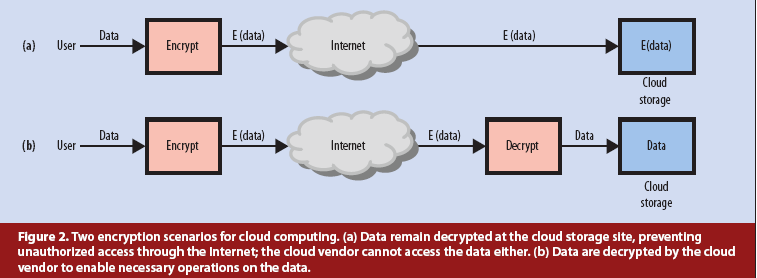 (a) User Data Encrypt E (data) Internet E (data) E(data)
Cloud
storage
(b) User Data Encrypt E (data) Internet E (data) Decrypt Data Data
Cloud
storage
Figure 2. Two encryption scenarios for cloud computing. (a) Data remain decrypted at the cloud storage site, preventing
unauthorized access through the Internet; the cloud vendor cannot access the data either. (b) Data are decrypted by the cloud
vendor to enable necessary operations on the data.